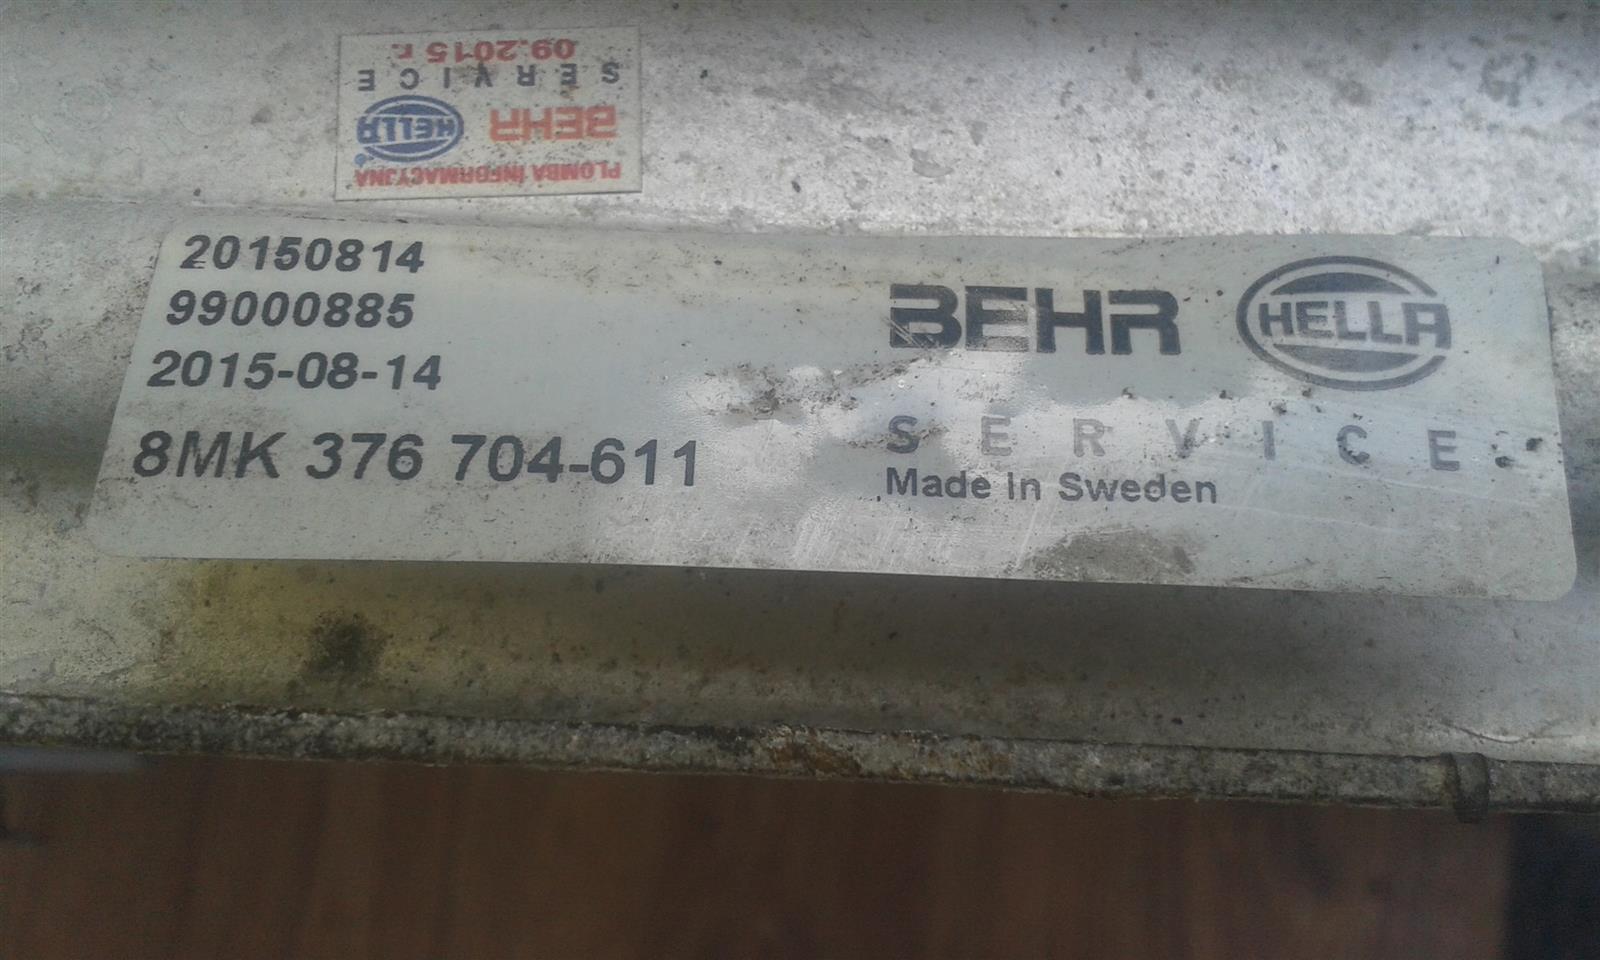 PLOMBA INFORMACYJNA
BEHR HELLA
SERVICE
09.2015 r.
20150814
99000885
2015-08-14
8MK 376 704-611
BEHR HELLA
SERVICE
Made in Sweden